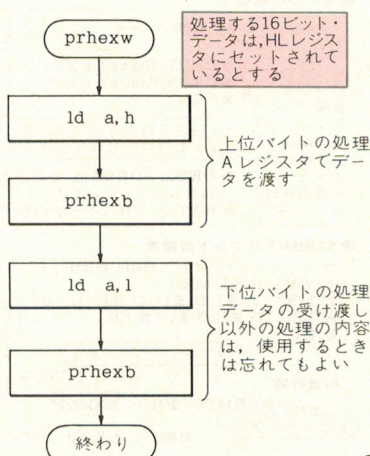 prhexw
処理する16ビット・
データは,HLレジス
タにセットされて
いるとする
ld a,h
上位バイトの処理
Aレジスタでデー
タを渡す
prhexb
ld a,l
下位バイトの処理
データの受け渡し
以外の処理の内容
は，使用するとき
は忘れてもよい
prhexb
終わり